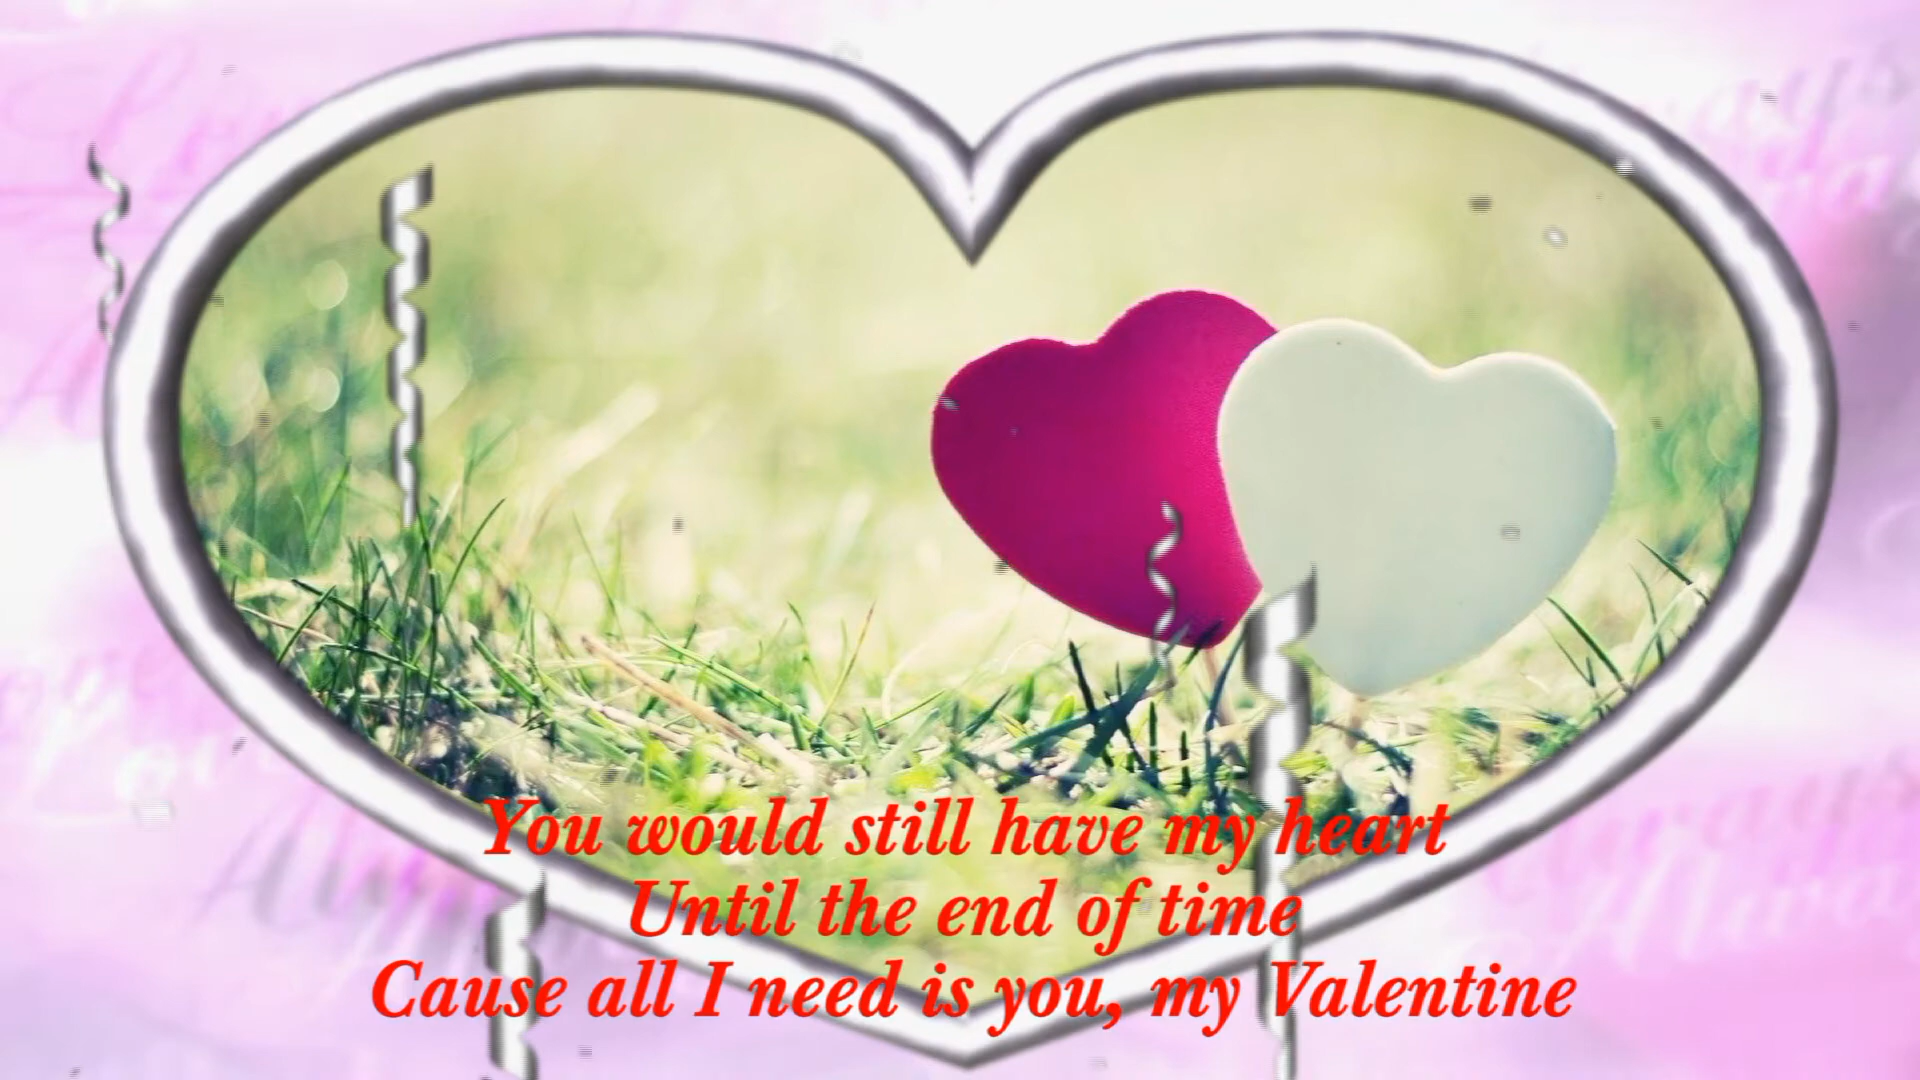 You would still have my heart
Until the end of time
Cause all I need is you, my Valentine